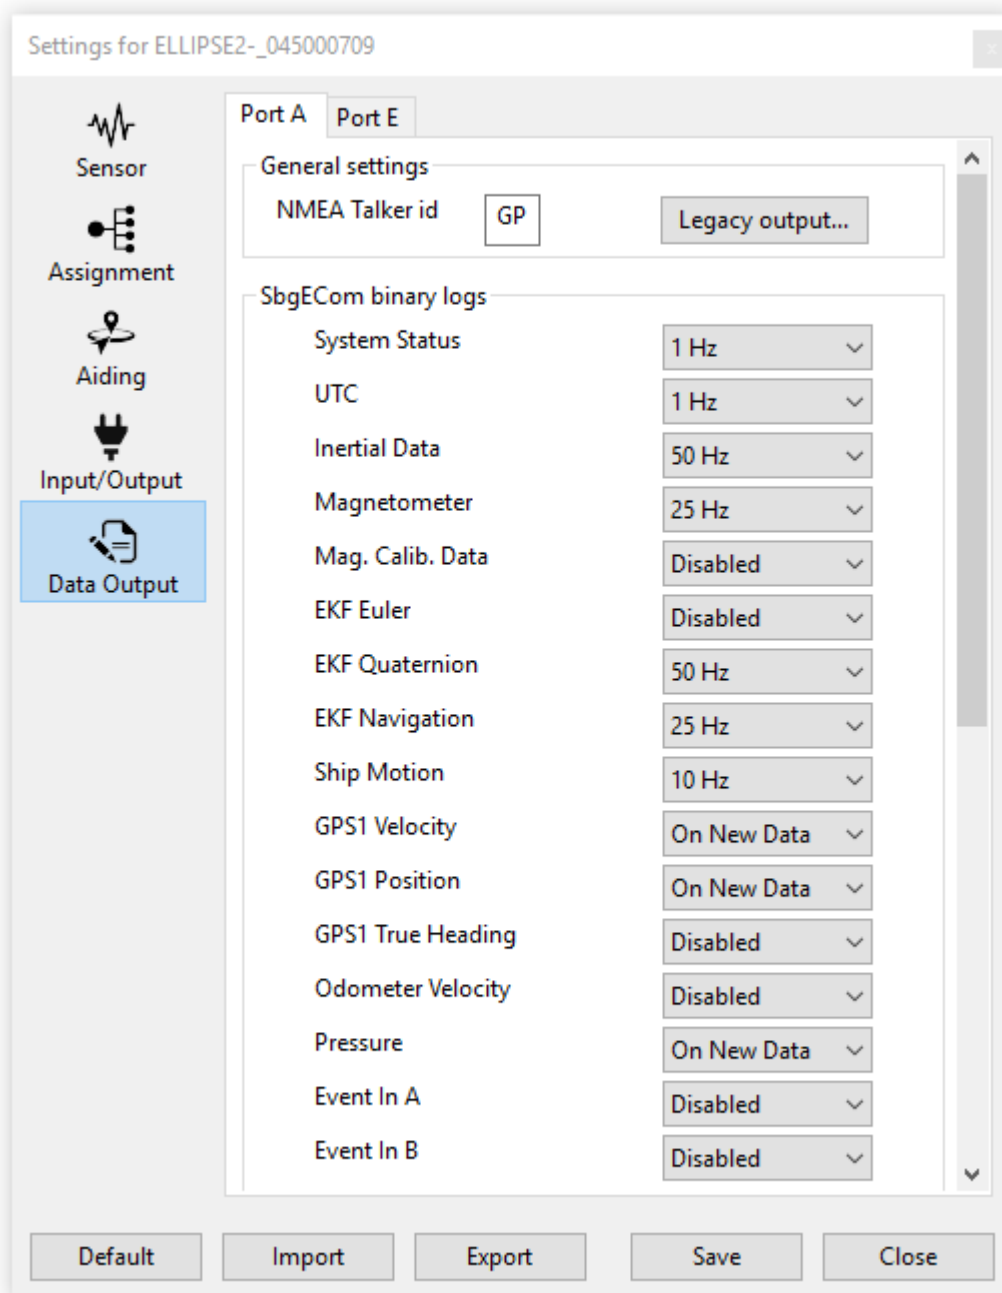 Settings for ELLIPSE2-_045000709
x
Sensor
Assignment
Aiding
Input/Output
Data Output
Port A
Port E
General settings
NMEA Talker id
GP
Legacy output...
SbgECom binary logs
System Status 1 Hz
UTC 1 Hz
Inertial Data 50 Hz
Magnetometer 25 Hz
Mag. Calib. Data Disabled
EKF Euler Disabled
EKF Quaternion 50 Hz
EKF Navigation 25 Hz
Ship Motion 10 Hz
GPS1 Velocity On New Data
GPS1 Position On New Data
GPS1 True Heading Disabled
Odometer Velocity Disabled
Pressure On New Data
Event In A Disabled
Event In B Disabled
Default Import Export Save Close